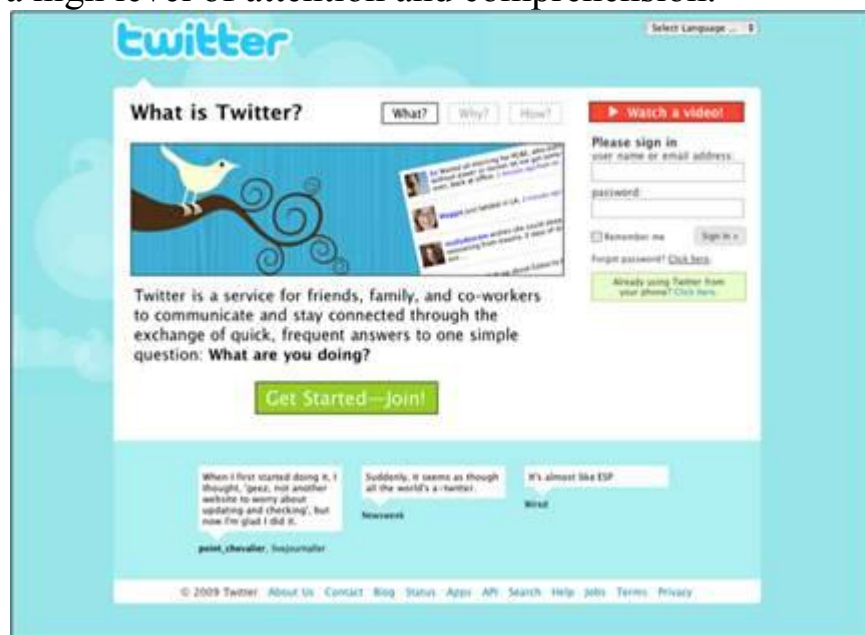 a high level of attention and comprehension.
twitter
Select Language ...
What is Twitter?
What?
Why?
How?
Watch a video!
Please sign in
user name or email address:
password:
Remember me
Sign in »
Forgot password? Click here.
Already using Twitter from
your phone? Click here.
Twitter is a service for friends, family, and co-workers
to communicate and stay connected through the
exchange of quick, frequent answers to one simple
question: What are you doing?
Get Started—Join!
When I first started doing it, I
thought, 'geez, not another
website to worry about
updating and checking', but
now I'm glad I did it.
point_chevalier, livejournaller
Suddenly, it seems as though
all the world's a-twitter.
Newsweek
It's almost like ESP
Wired
© 2009 Twitter About Us Contact Blog Status Apps API Search Help Jobs Terms Privacy